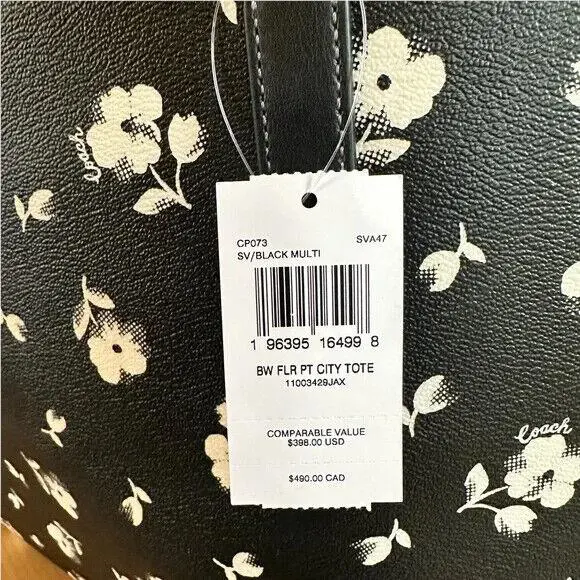 Coach
CP073 SVA47
SV/BLACK MULTI
1 96395 16499 8
BW FLR PT CITY TOTE
11003429JAX
COMPARABLE VALUE
$398.00 USD
$490.00 CAD
Coach